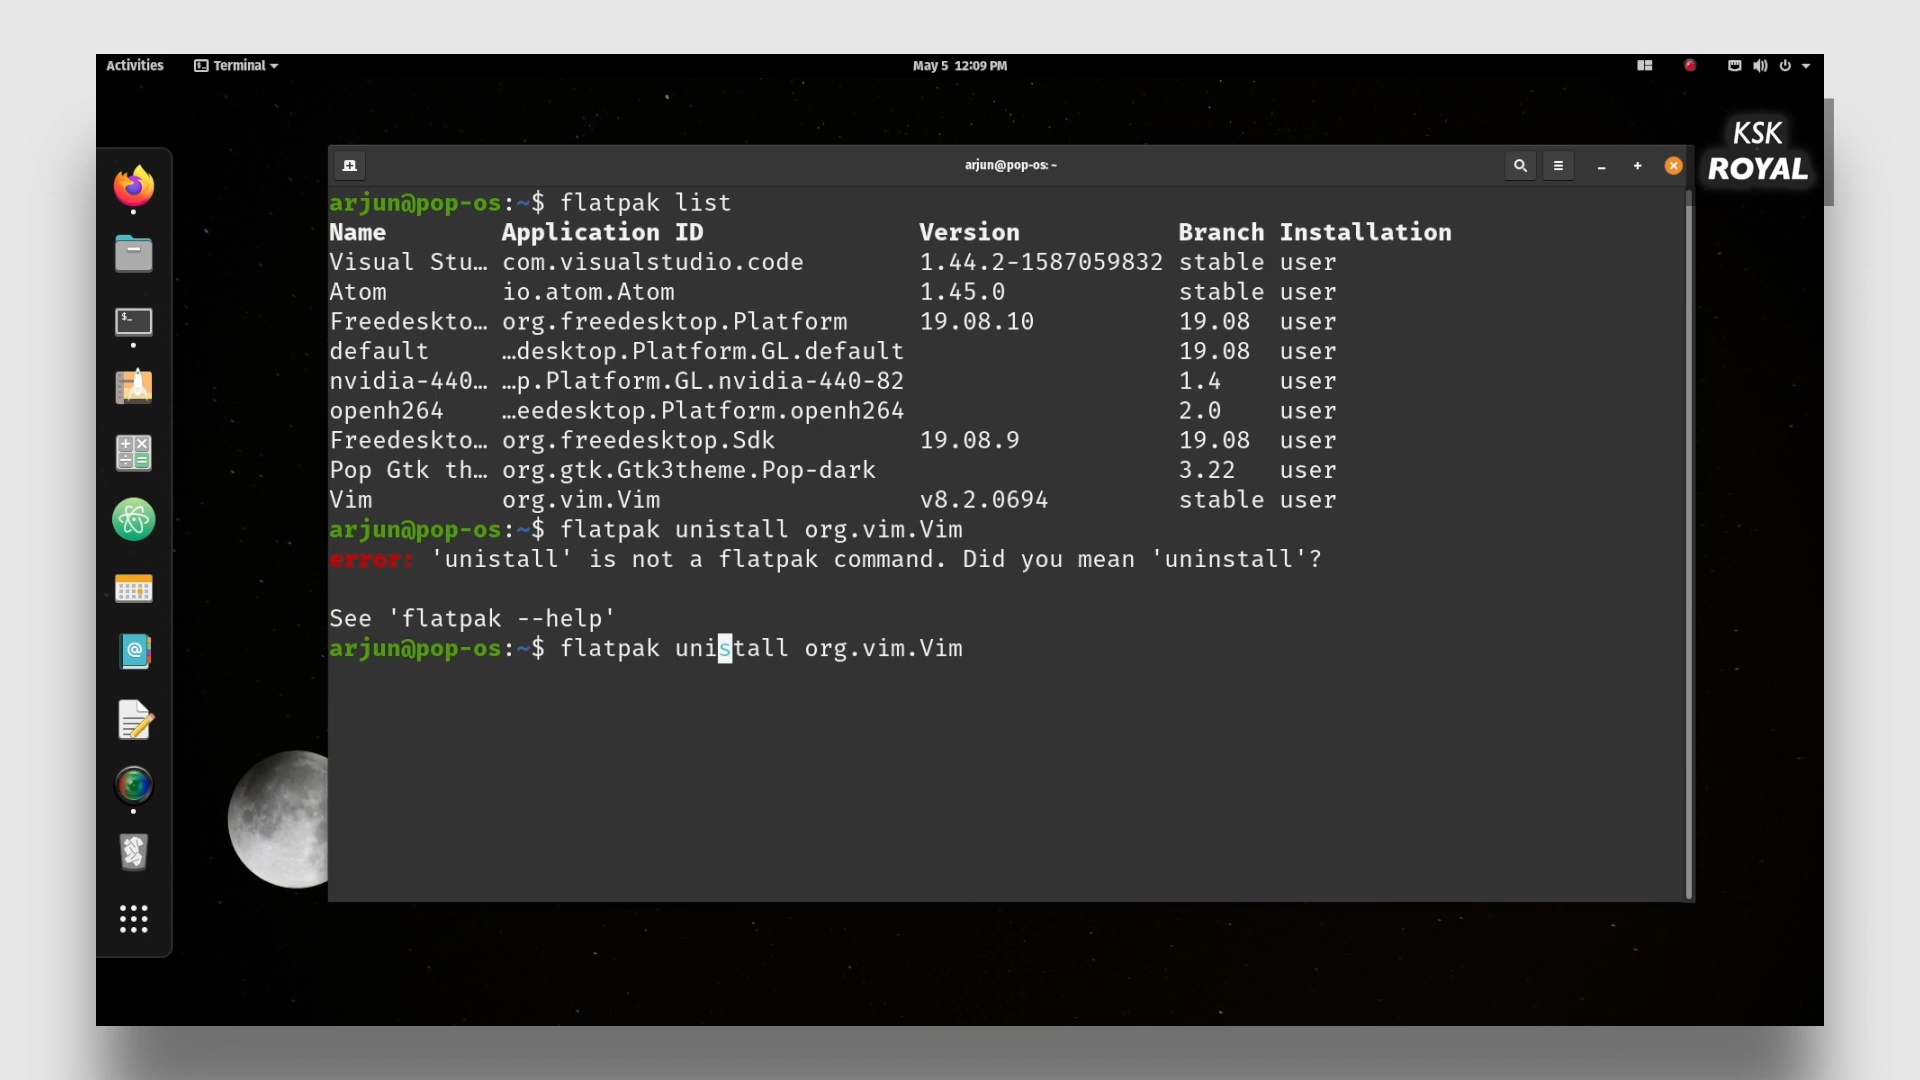 Activities Terminal May 5 12:09 PM
KSK
ROYAL
arjun@pop-os: ~
arjun@pop-os:~$ flatpak list
Name Application ID Version Branch Installation
Visual Stu… com.visualstudio.code 1.44.2-1587059832 stable user
Atom io.atom.Atom 1.45.0 stable user
Freedeskto… org.freedesktop.Platform 19.08.10 19.08 user
default …desktop.Platform.GL.default 19.08 user
nvidia-440… …p.Platform.GL.nvidia-440-82 1.4 user
openh264 …eedesktop.Platform.openh264 2.0 user
Freedeskto… org.freedesktop.Sdk 19.08.9 19.08 user
Pop Gtk th… org.gtk.Gtk3theme.Pop-dark 3.22 user
Vim org.vim.Vim v8.2.0694 stable user
arjun@pop-os:~$ flatpak unistall org.vim.Vim
error: 'unistall' is not a flatpak command. Did you mean 'uninstall'?
See 'flatpak --help'
arjun@pop-os:~$ flatpak unistall org.vim.Vim